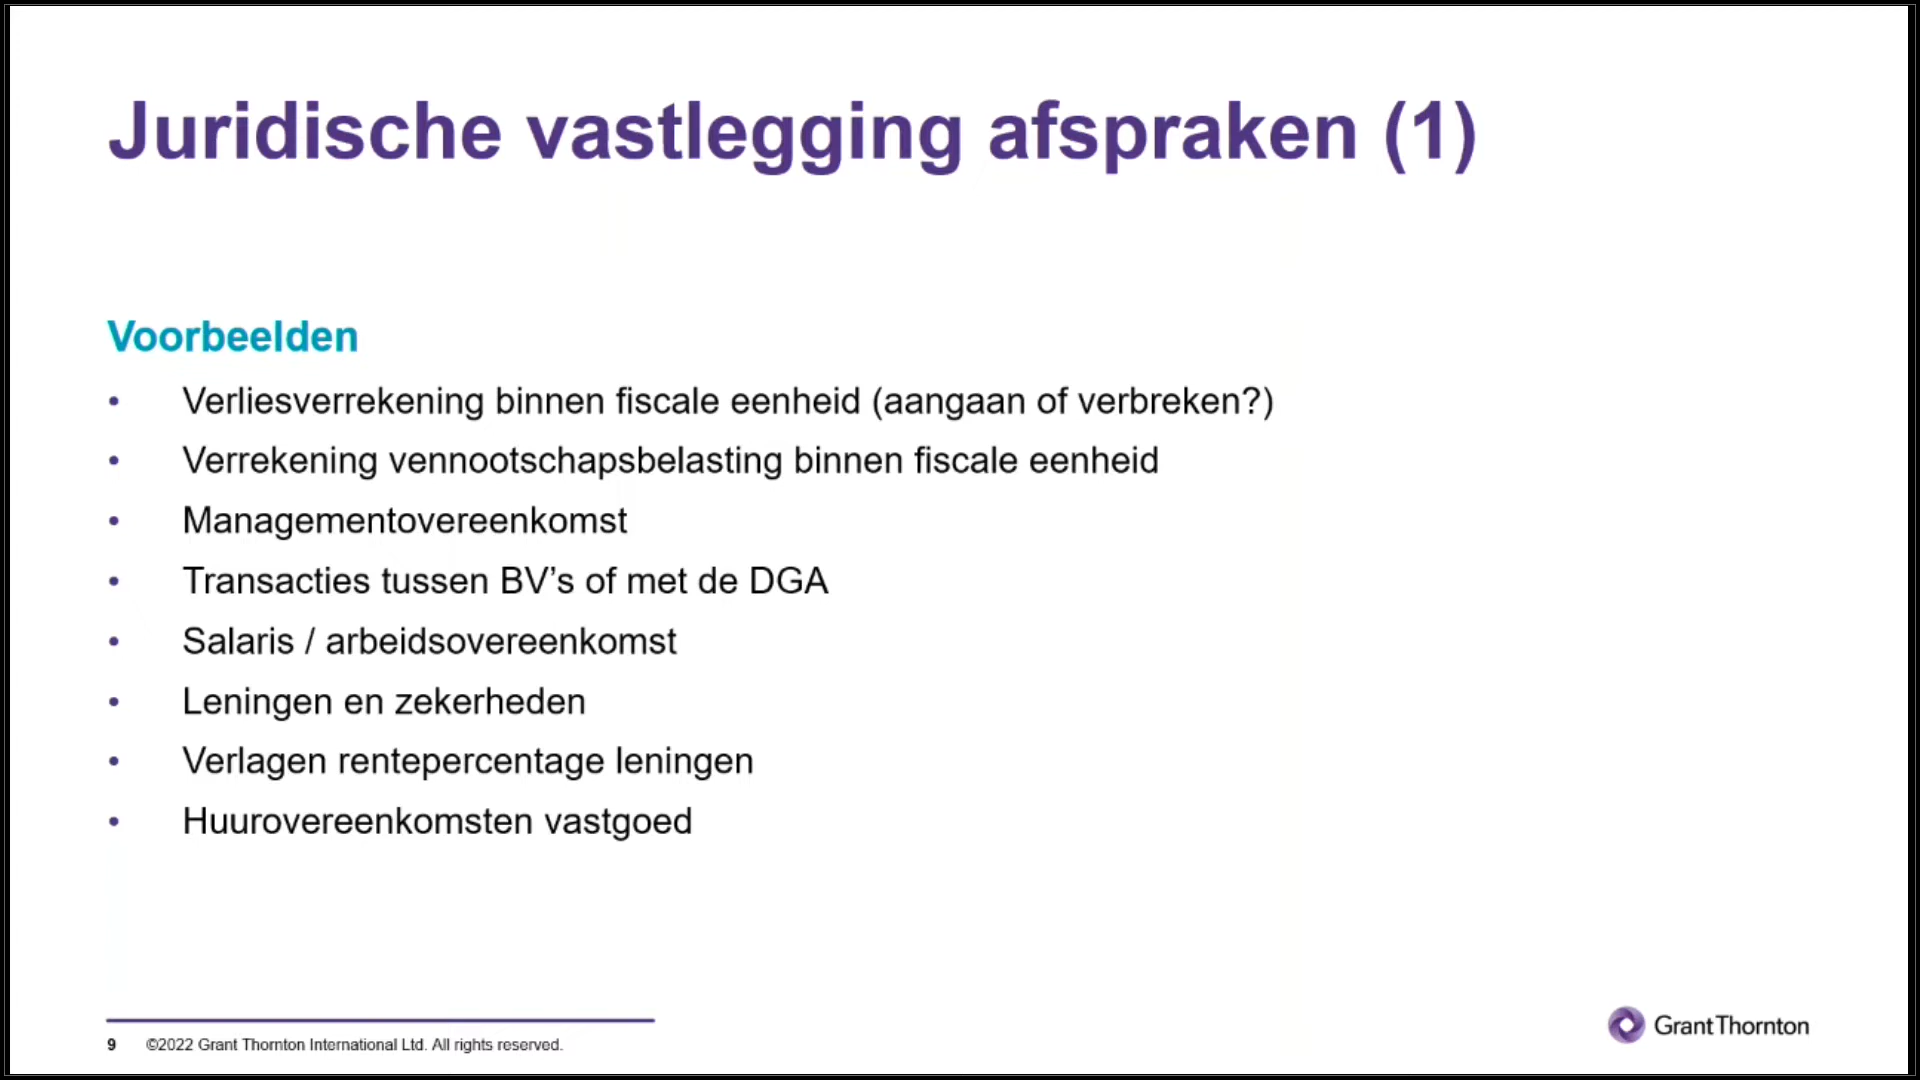 Juridische vastlegging afspraken (1)
Voorbeelden
• Verliesverrekening binnen fiscale eenheid (aangaan of verbreken?)
• Verrekening vennootschapsbelasting binnen fiscale eenheid
• Managementovereenkomst
• Transacties tussen BV’s of met de DGA
• Salaris / arbeidsovereenkomst
• Leningen en zekerheden
• Verlagen rentepercentage leningen
• Huurovereenkomsten vastgoed
9 ©2022 Grant Thornton International Ltd. All rights reserved.
Grant Thornton